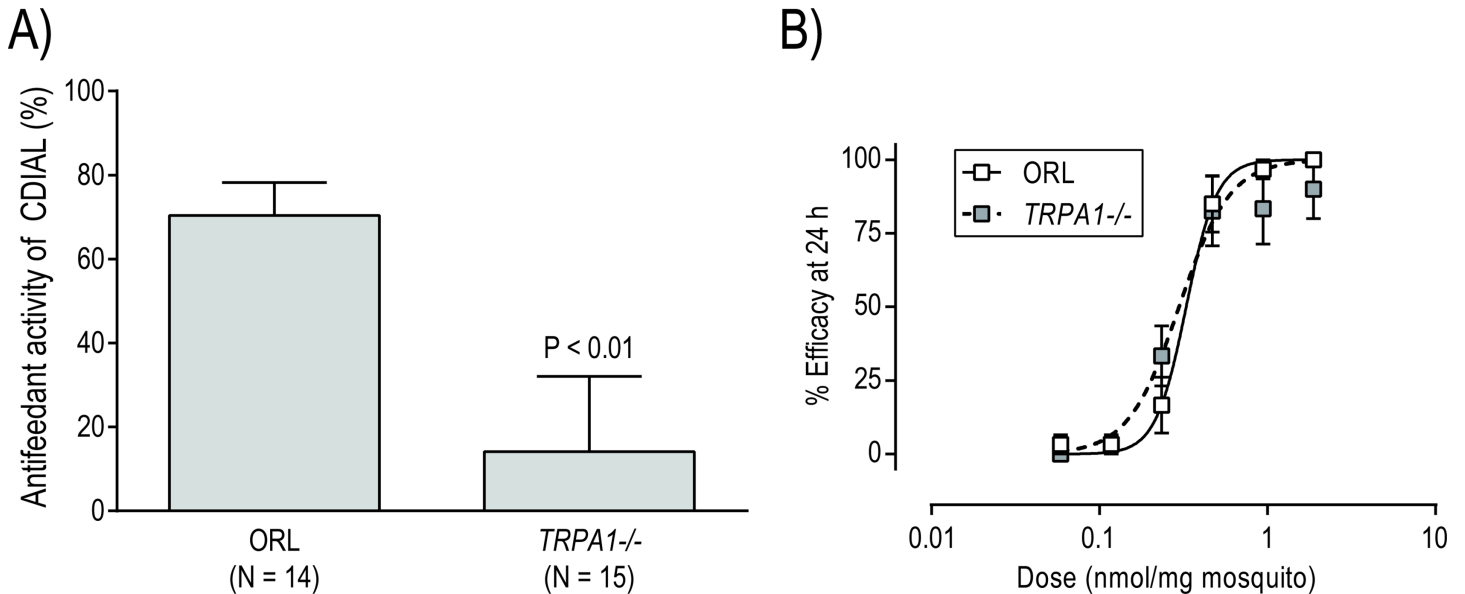 A)
Antifeedant activity of CDIAL (%)
100
80
60
40
20
0
P < 0.01
ORL
(N = 14)
TRPA1-/-
(N = 15)
B)
% Efficacy at 24 h
100
75
50
25
0
ORL
TRPA1-/-
0.01
0.1
1
10
Dose (nmol/mg mosquito)